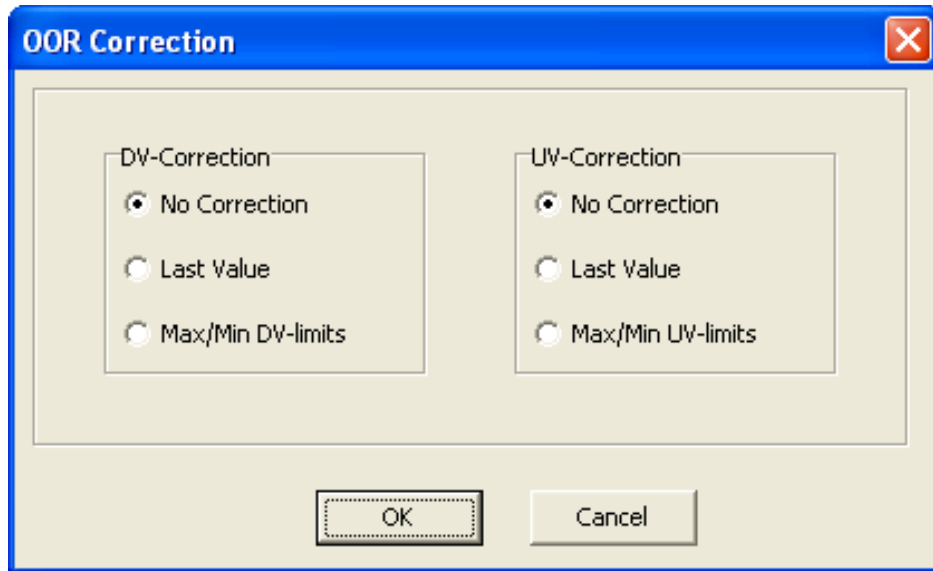 OOR Correction
DV-Correction
No Correction
Last Value
Max/Min DV-limits
UV-Correction
No Correction
Last Value
Max/Min UV-limits
OK
Cancel